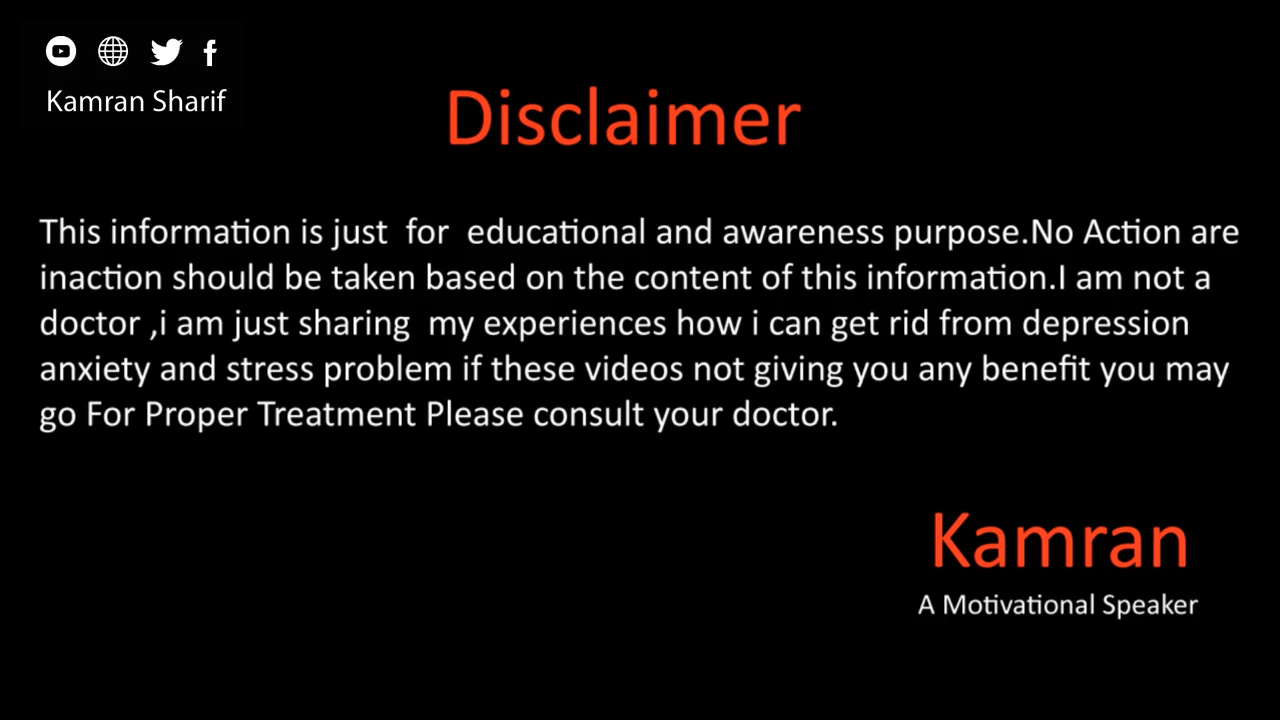 Kamran Sharif
Disclaimer
This information is just for educational and awareness purpose.No Action are
inaction should be taken based on the content of this information.I am not a
doctor ,i am just sharing my experiences how i can get rid from depression
anxiety and stress problem if these videos not giving you any benefit you may
go For Proper Treatment Please consult your doctor.
Kamran
A Motivational Speaker